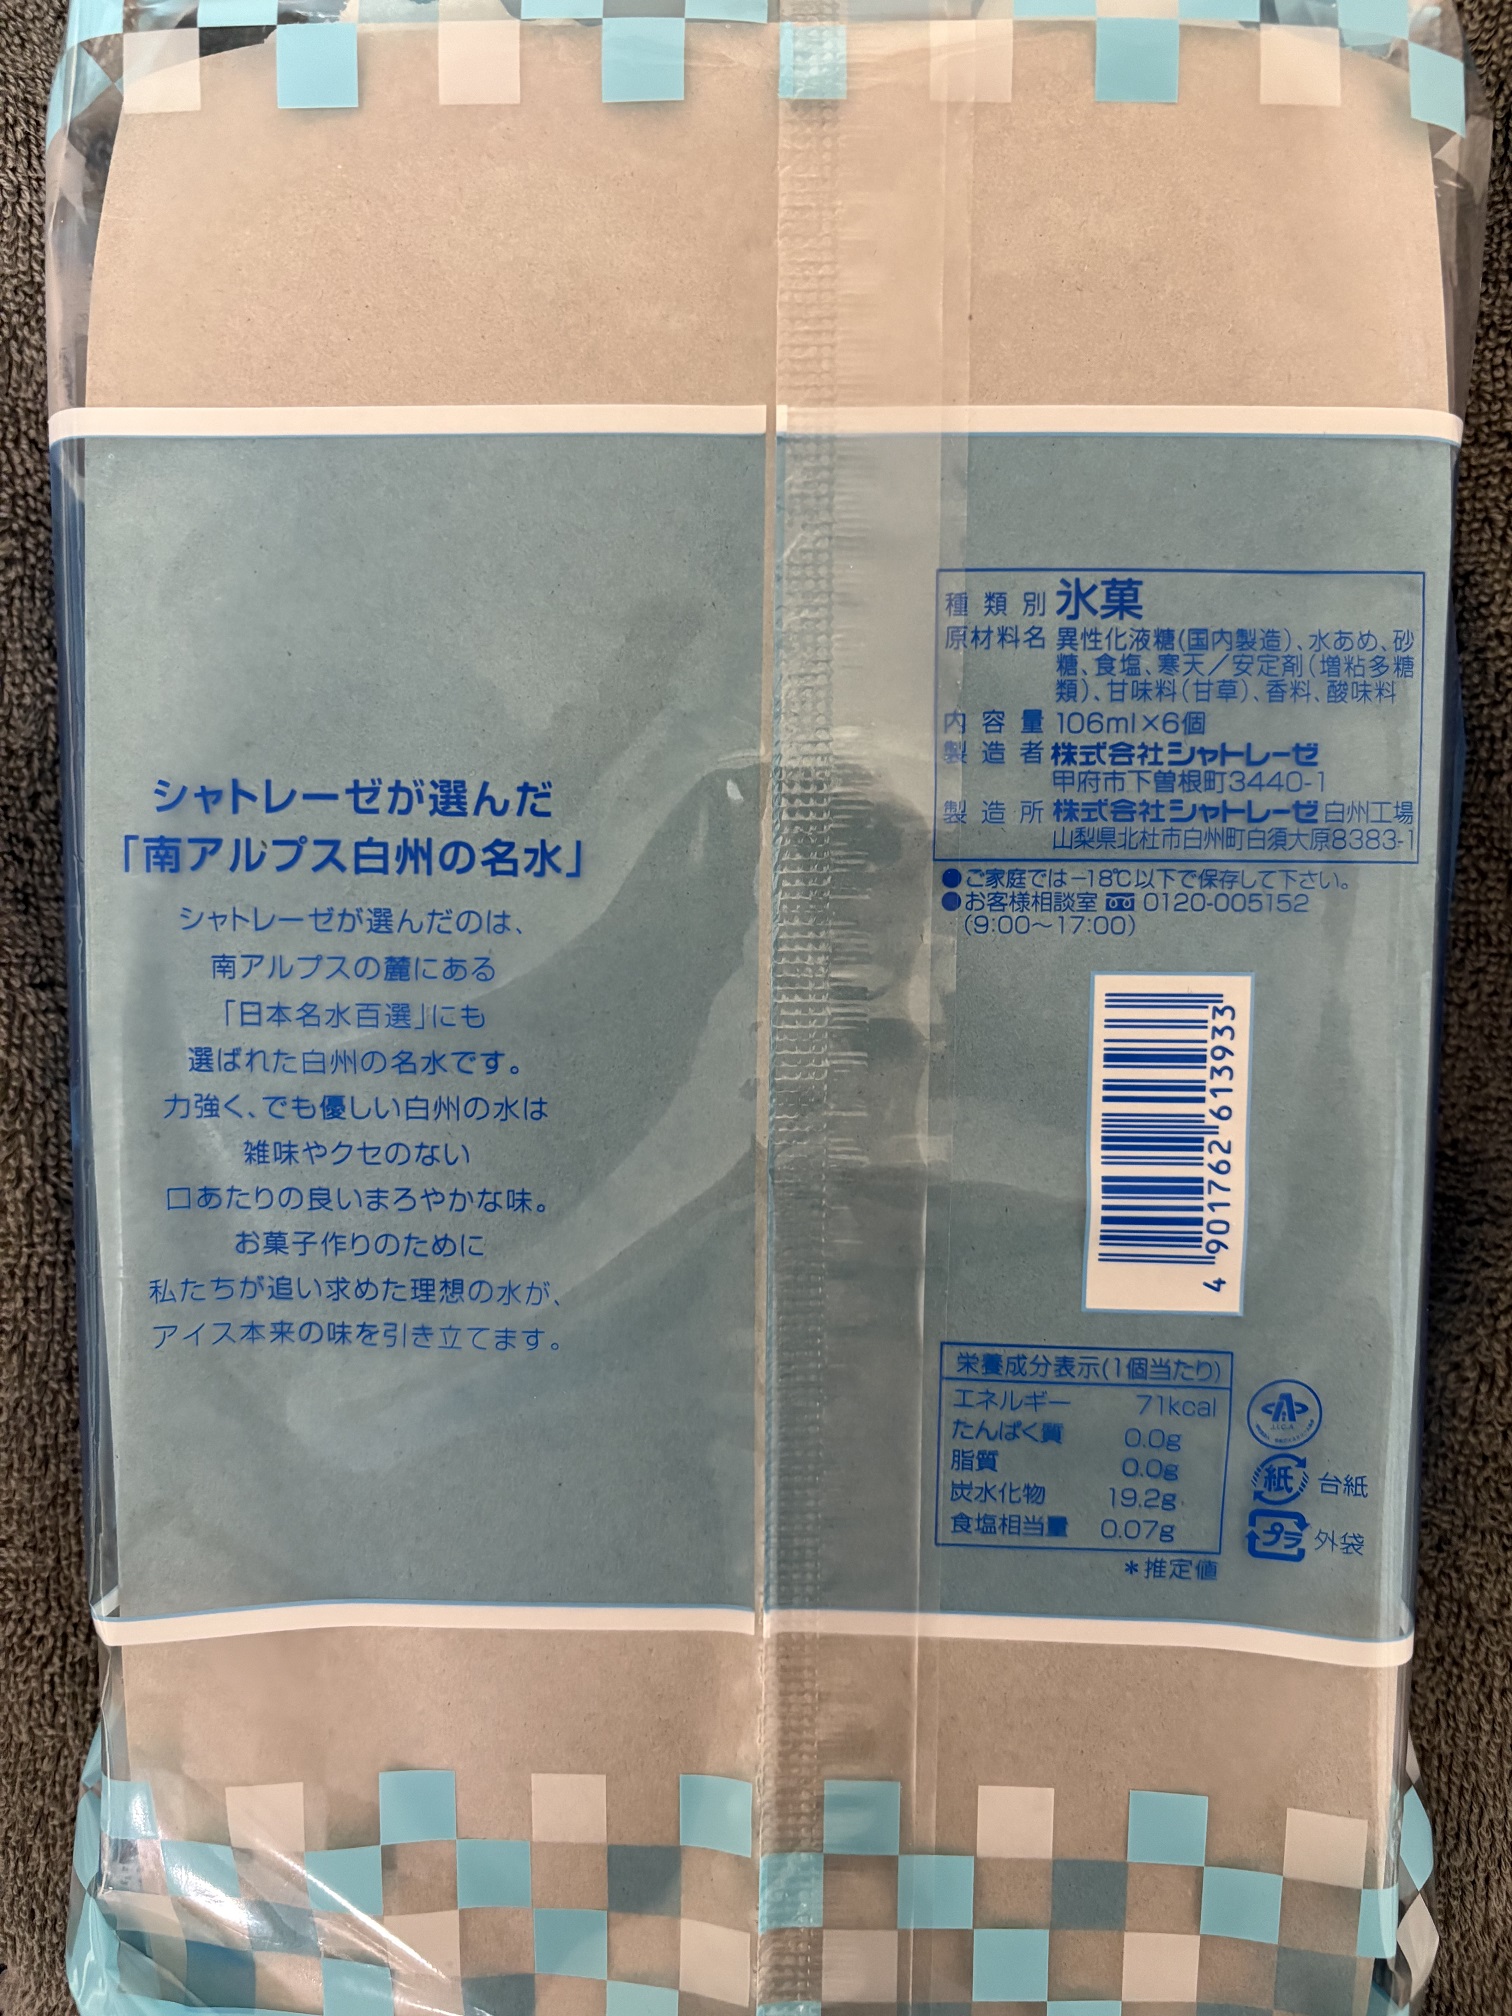 シャトレーゼが選んだ
「南アルプス白州の名水」
シャトレーゼが選んだのは、
南アルプスの麓にある
「日本名水百選」にも
選ばれた白州の名水です。
力強く、でも優しい白州の水は
雑味やクセのない
口あたりの良いまろやかな味。
お菓子作りのために
私たちが追い求めた理想の水が、
アイス本来の味を引き立てます。
種類別 氷菓
原材料名 異性化液糖(国内製造)、水あめ、砂
糖、食塩、寒天／安定剤(増粘多糖
類)、甘味料(甘草)、香料、酸味料
内容量 106ml×6個
製造者 株式会社シャトレーゼ
甲府市下曽根町3440-1
製造所 株式会社シャトレーゼ 白州工場
山梨県北杜市白州町白須大原8383-1
●ご家庭では−18℃以下で保存して下さい。
●お客様相談室 0120-005152
(9:00〜17:00)
4 901762 613933
栄養成分表示(1個当たり)
エネルギー 71kcal
たんぱく質 0.0g
脂質 0.0g
炭水化物 19.2g
食塩相当量 0.07g
＊推定値
紙 台紙
プラ 外袋